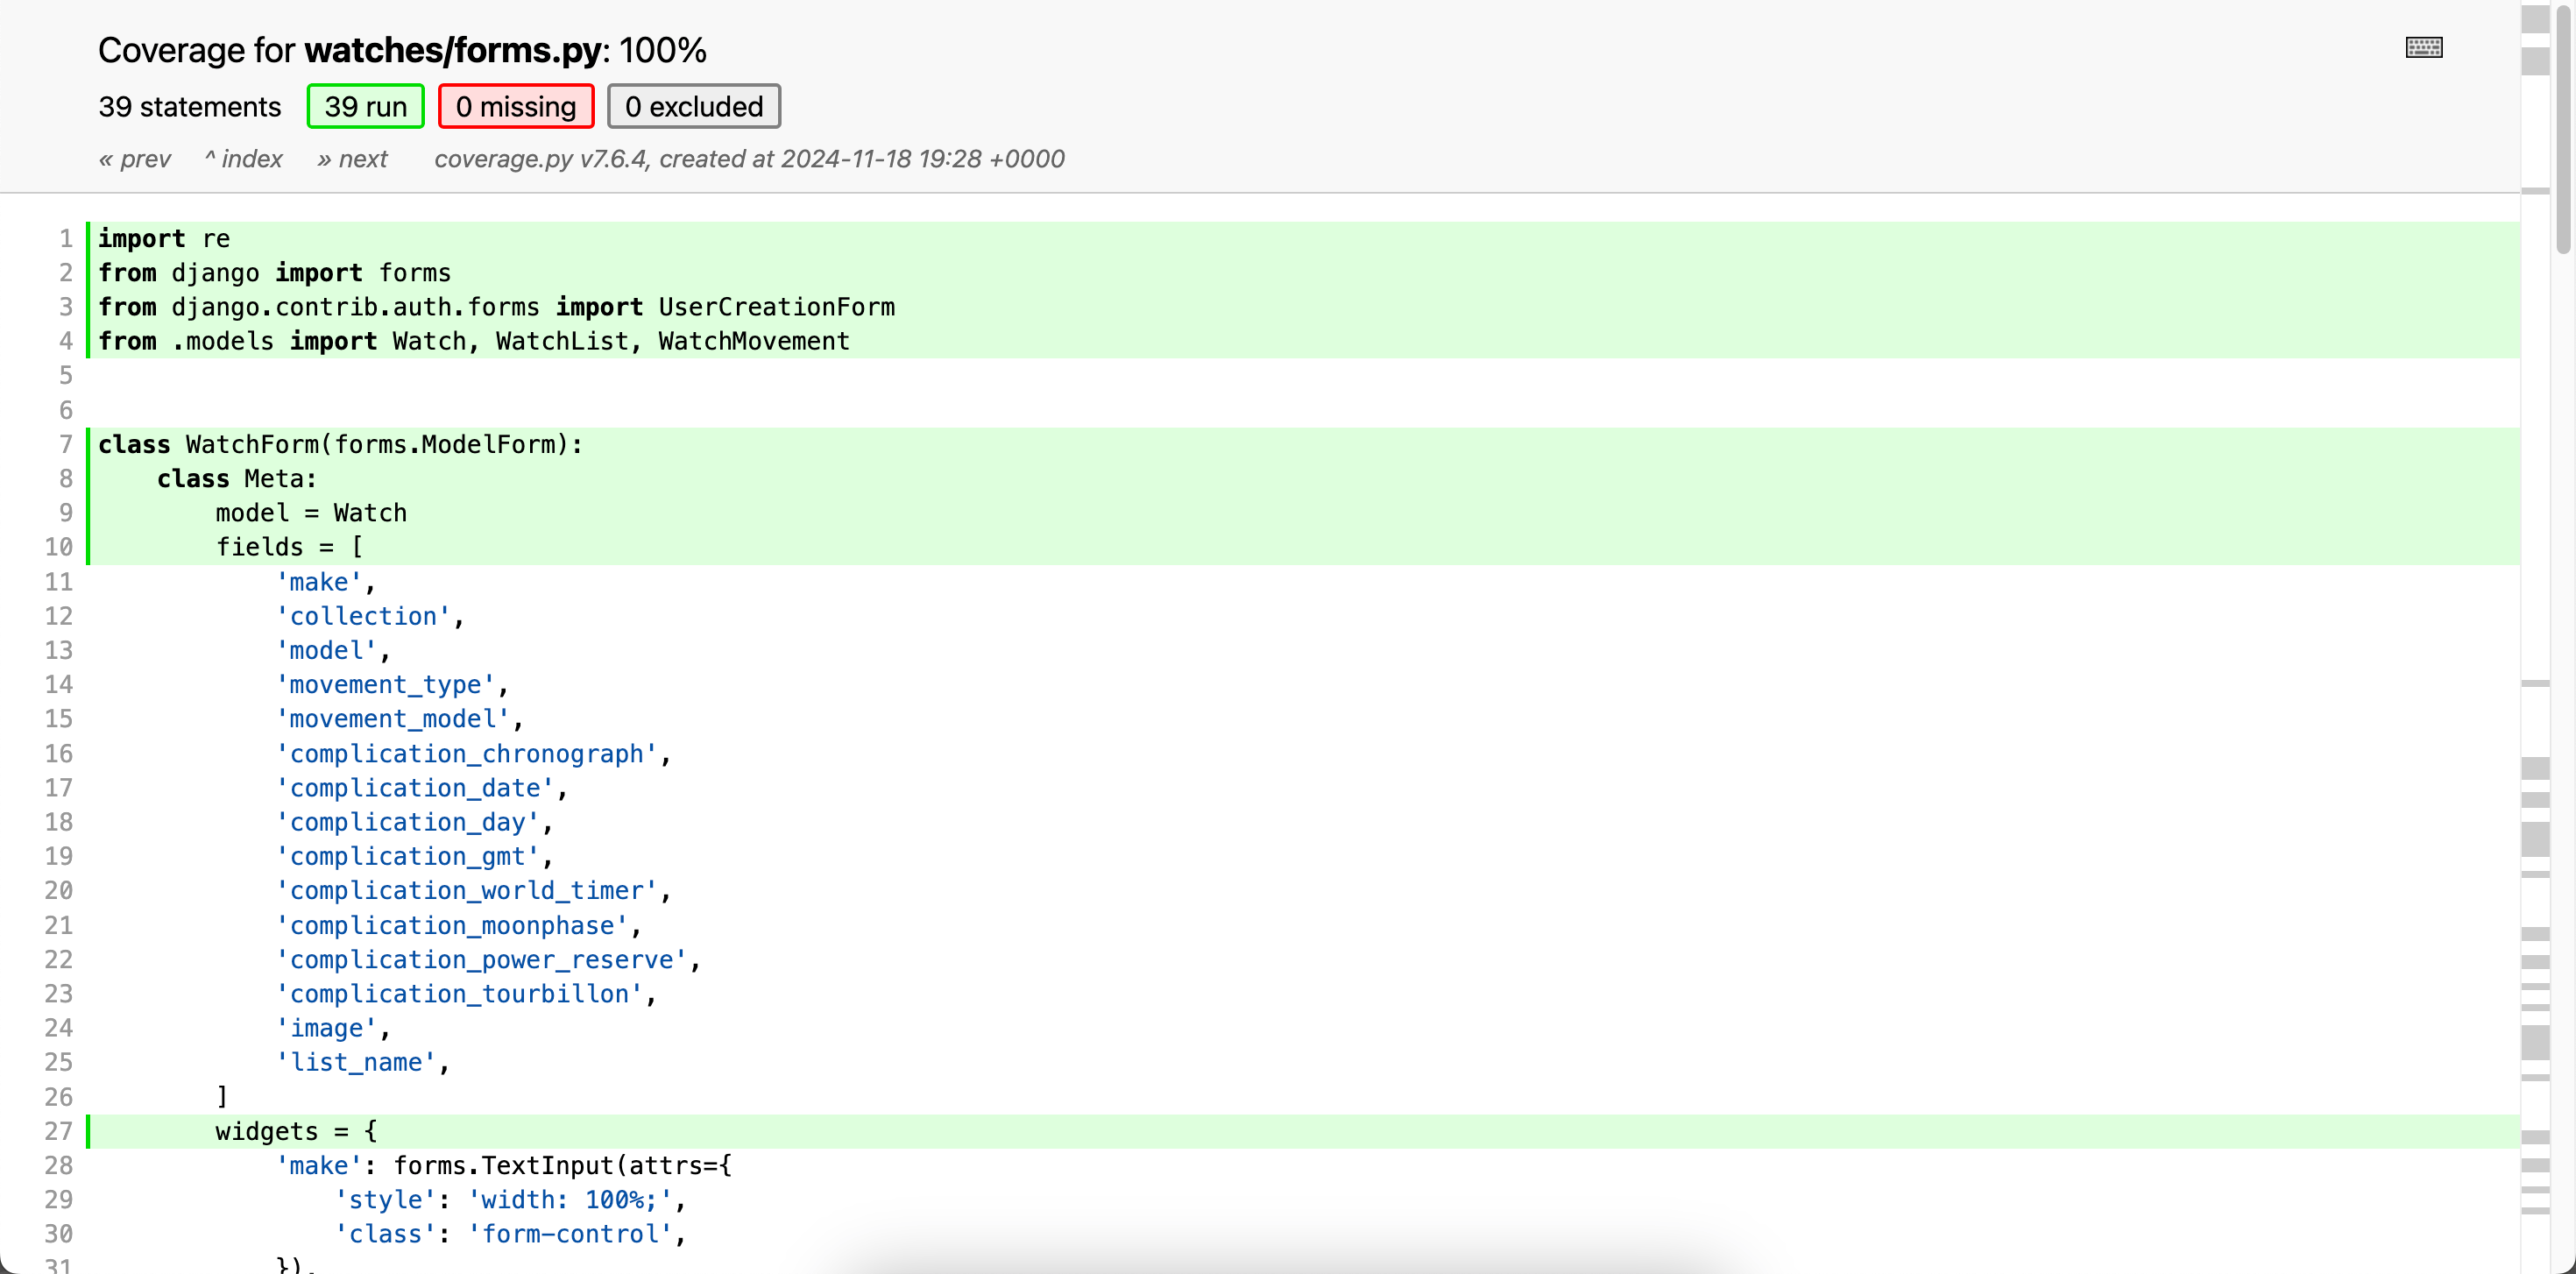 Coverage for watches/forms.py: 100%
39 statements 39 run 0 missing 0 excluded
« prev ^ index » next coverage.py v7.6.4, created at 2024-11-18 19:28 +0000
1 import re
2 from django import forms
3 from django.contrib.auth.forms import UserCreationForm
4 from .models import Watch, WatchList, WatchMovement
5
6
7 class WatchForm(forms.ModelForm):
8     class Meta:
9         model = Watch
10         fields = [
11             'make',
12             'collection',
13             'model',
14             'movement_type',
15             'movement_model',
16             'complication_chronograph',
17             'complication_date',
18             'complication_day',
19             'complication_gmt',
20             'complication_world_timer',
21             'complication_moonphase',
22             'complication_power_reserve',
23             'complication_tourbillon',
24             'image',
25             'list_name',
26         ]
27         widgets = {
28             'make': forms.TextInput(attrs={
29                 'style': 'width: 100%;',
30                 'class': 'form-control',
31             }),